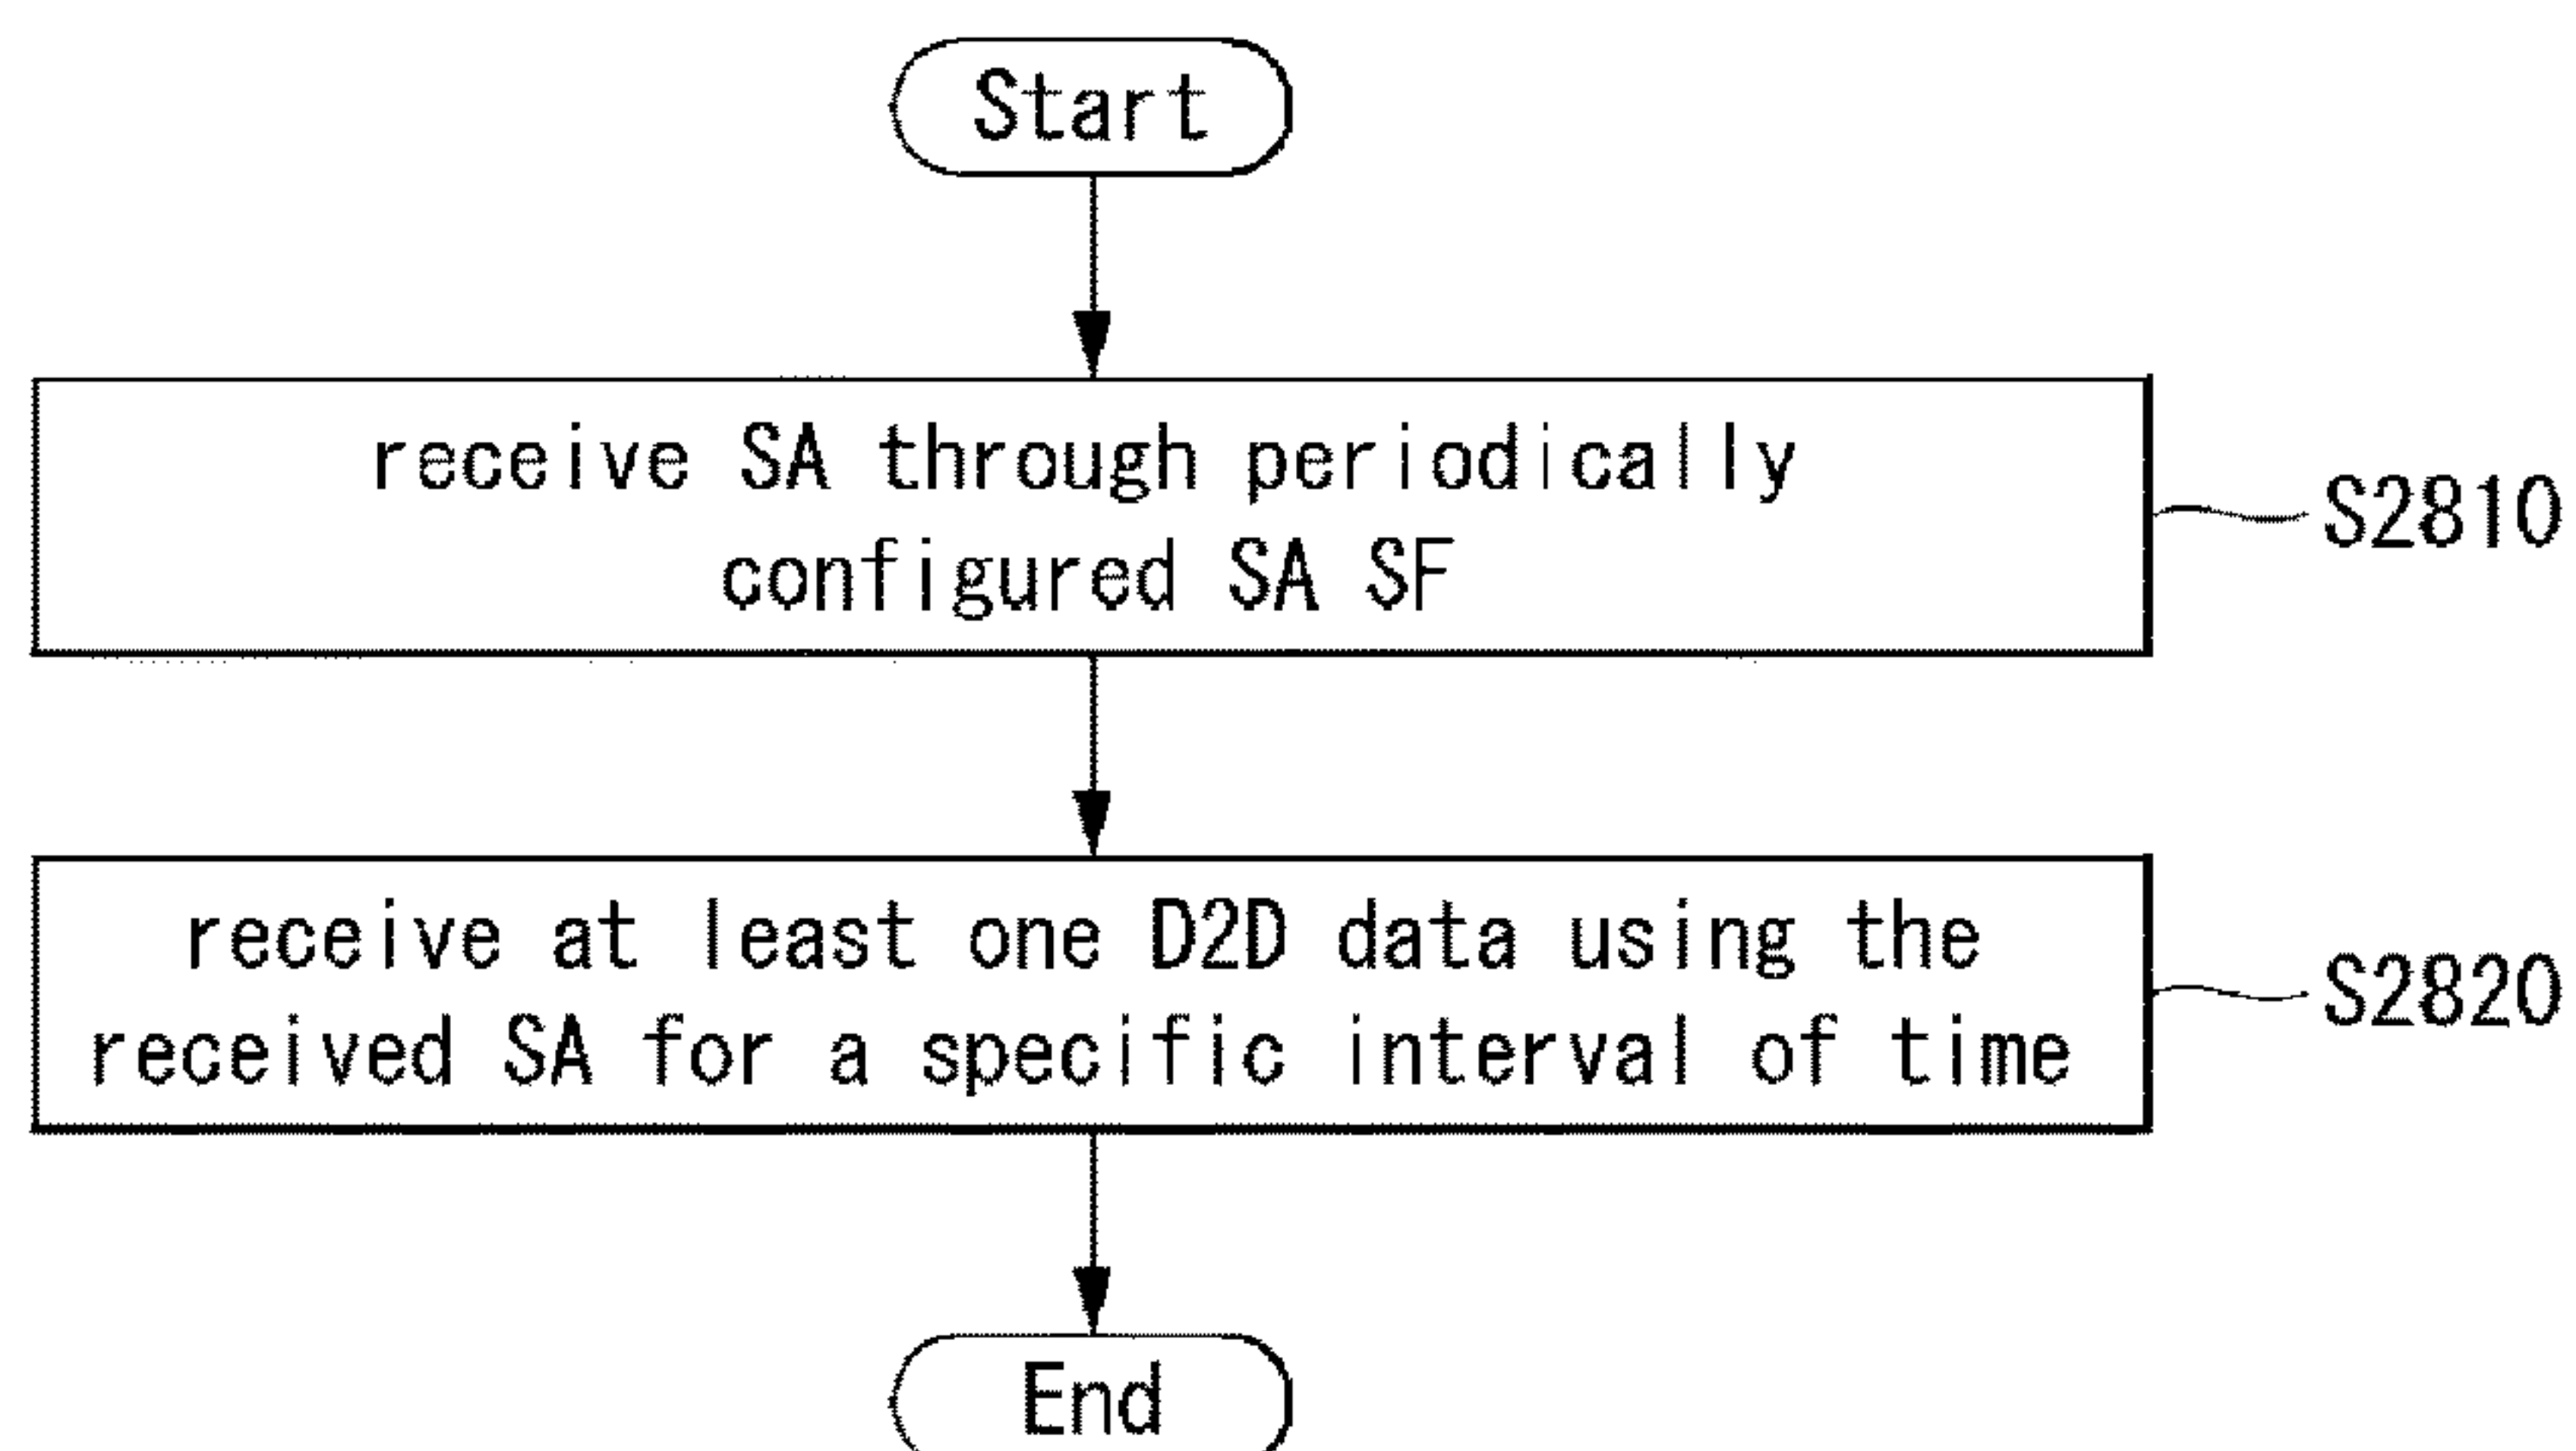 Start
receive SA through periodically
configured SA SF
S2810
receive at least one D2D data using the
received SA for a specific interval of time
S2820
End